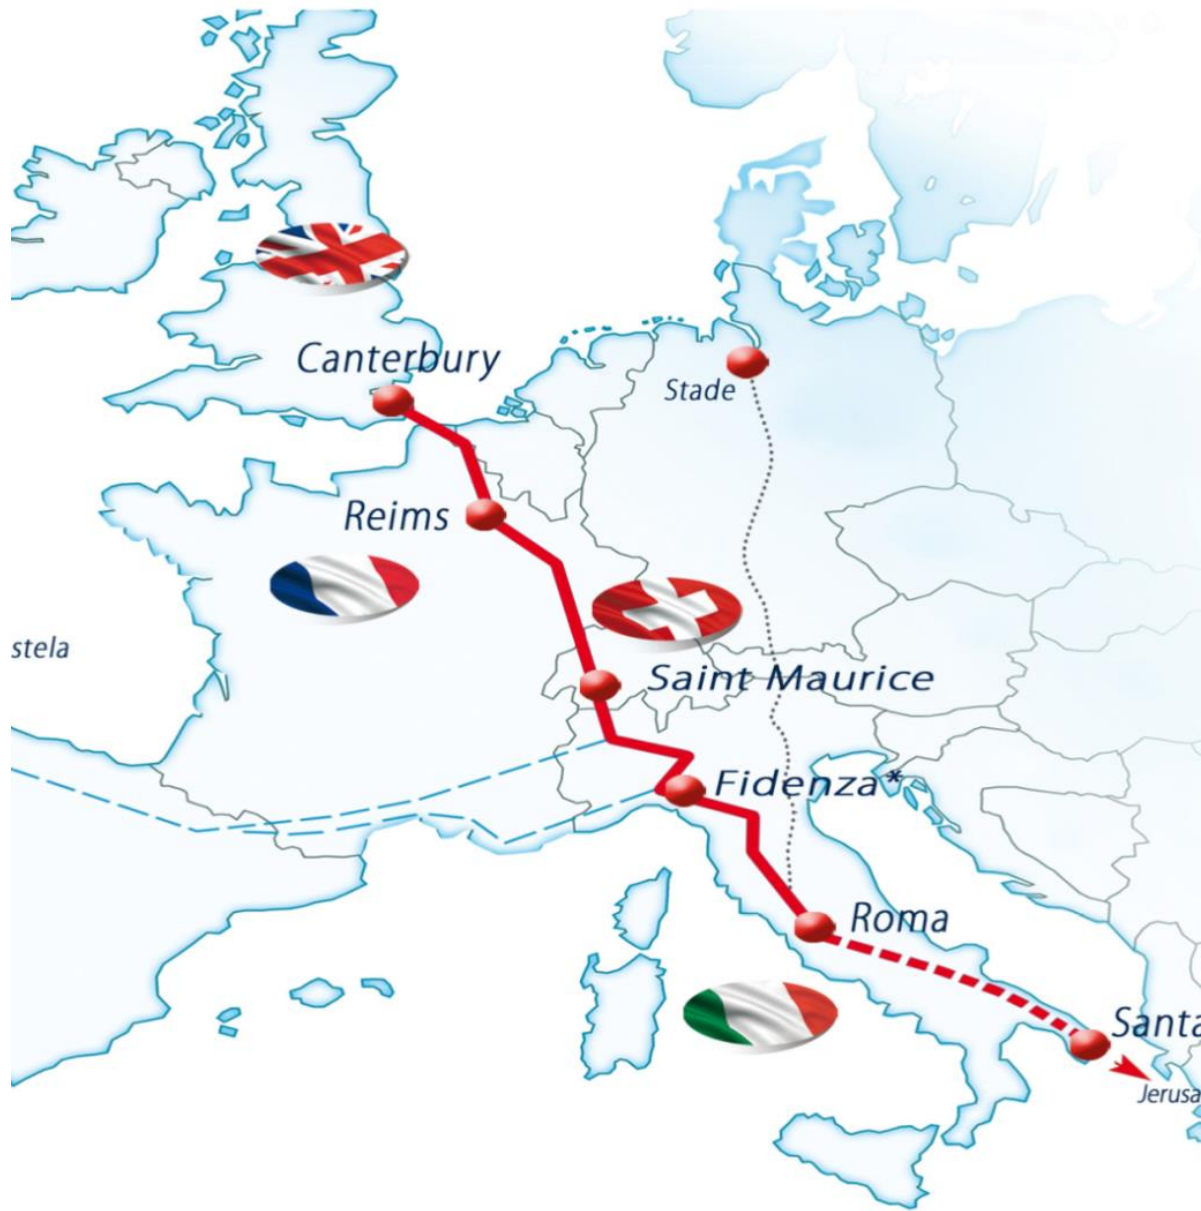 Canterbury
Stade
Reims
stela
Saint Maurice
Fidenza*
Roma
Santa
Jerusa